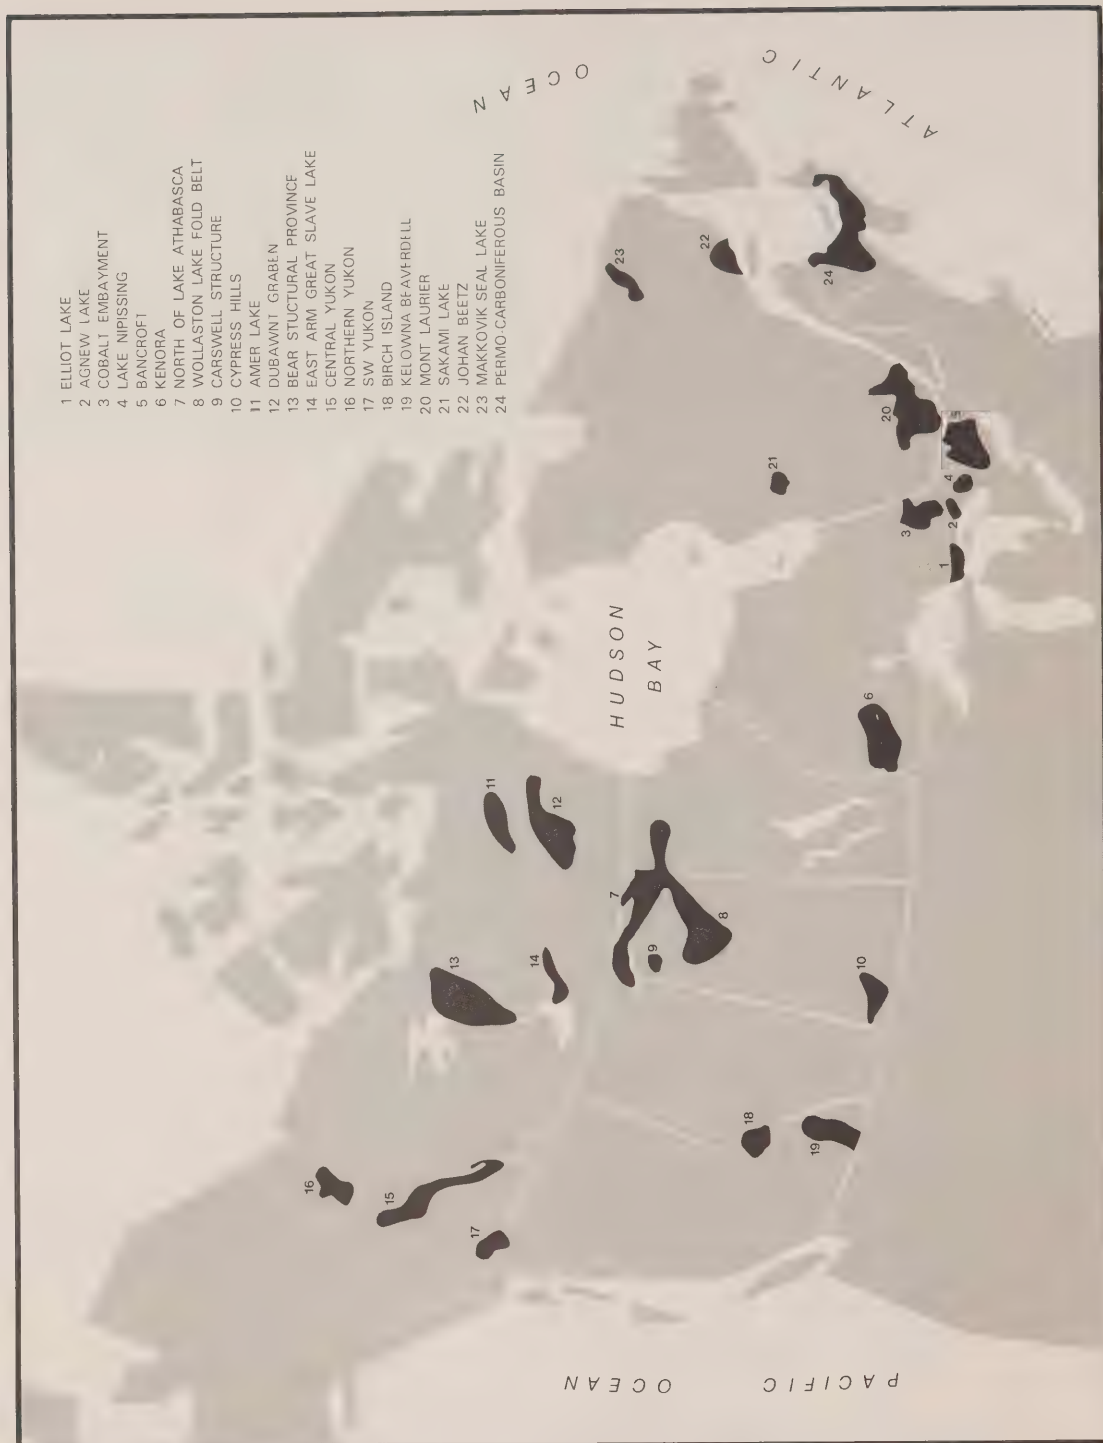 1 ELLIOT LAKE
2 AGNEW LAKE
3 COBALT EMBAYMENT
4 LAKE NIPISSING
5 BANCROFT
6 KENORA
7 NORTH OF LAKE ATHABASCA
8 WOLLASTON LAKE FOLD BELT
9 CARSWELL STRUCTURE
10 CYPRESS HILLS
11 AMER LAKE
12 DUBAWNT GRABEN
13 BEAR STUCTURAL PROVINCE
14 EAST ARM GREAT SLAVE LAKE
15 CENTRAL YUKON
16 NORTHERN YUKON
17 SW YUKON
18 BIRCH ISLAND
19 KELOWNA BEAVERDELL
20 MONT LAURIER
21 SAKAMI LAKE
22 JOHAN BEETZ
23 MAKKOVIK SEAL LAKE
24 PERMO-CARBONIFEROUS BASIN
ATLANTIC
OCEAN
HUDSON
BAY
PACIFIC OCEAN
16
15
17
13
14
11
12
7
9
8
18
19
10
6
23
22
24
21
20
3
1
2
4
5